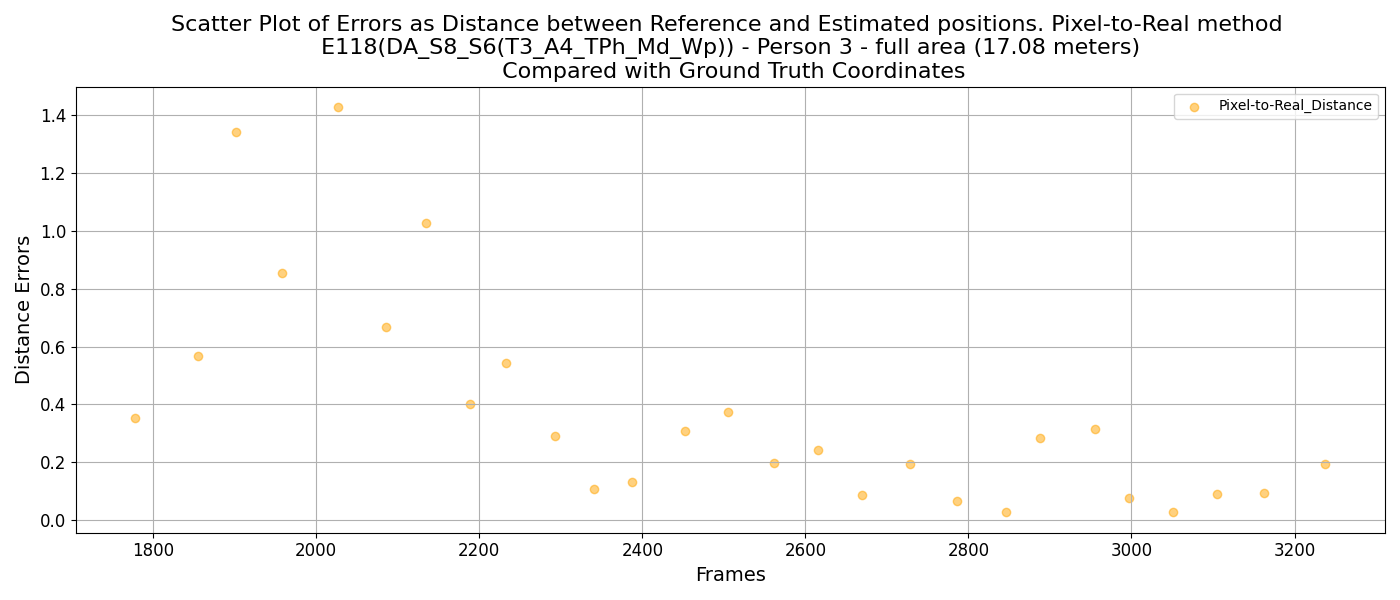 Scatter Plot of Errors as Distance between Reference and Estimated positions. Pixel-to-Real method
E118(DA_S8_S6(T3_A4_TPh_Md_Wp)) - Person 3 - full area (17.08 meters)
Compared with Ground Truth Coordinates
Pixel-to-Real_Distance
Distance Errors
1.4
1.2
1.0
0.8
0.6
0.4
0.2
0.0
1800 2000 2200 2400 2600 2800 3000 3200
Frames